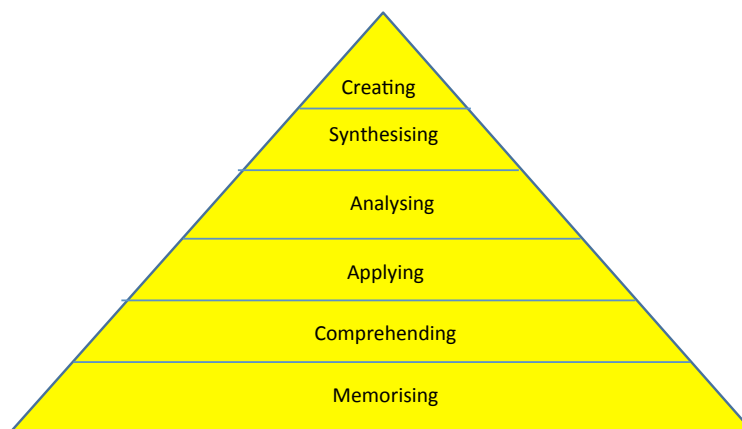 Creating
Synthesising
Analysing
Applying
Comprehending
Memorising